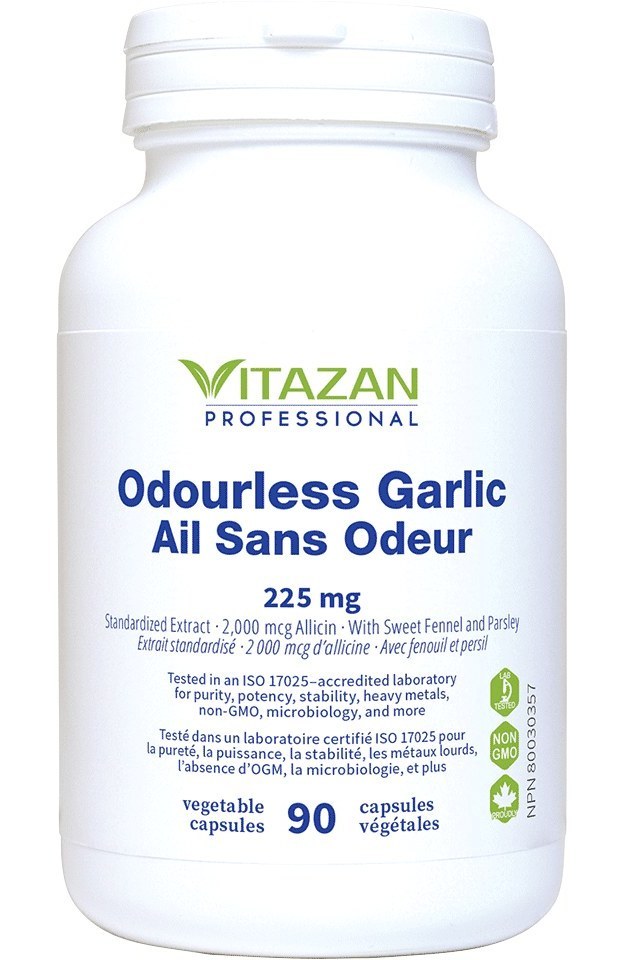 VITAZAN
PROFESSIONAL
Odourless Garlic
Ail Sans Odeur
225 mg
Standardized Extract · 2,000 mcg Allicin · With Sweet Fennel and Parsley
Extrait standardisé · 2 000 mcg d’allicine · Avec fenouil et persil
Tested in an ISO 17025–accredited laboratory
for purity, potency, stability, heavy metals,
non-GMO, microbiology, and more
Testé dans un laboratoire certifié ISO 17025 pour
la pureté, la puissance, la stabilité, les métaux lourds,
l’absence d’OGM, la microbiologie, et plus
vegetable
capsules
90
capsules
végétales
LAB
TESTED
NON
GMO
PROUDLY
NPN 80030357